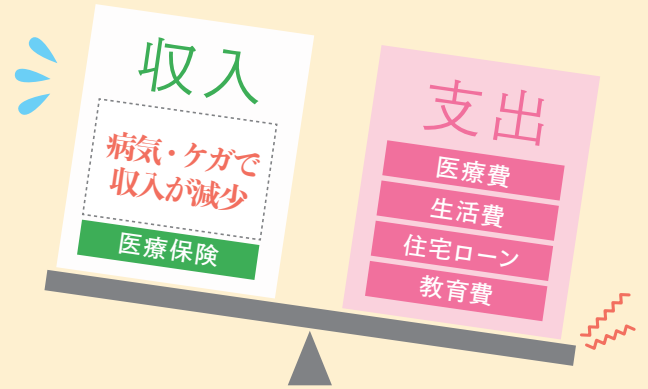 収入
病気・ケガで
収入が減少
医療保険
支出
医療費
生活費
住宅ローン
教育費